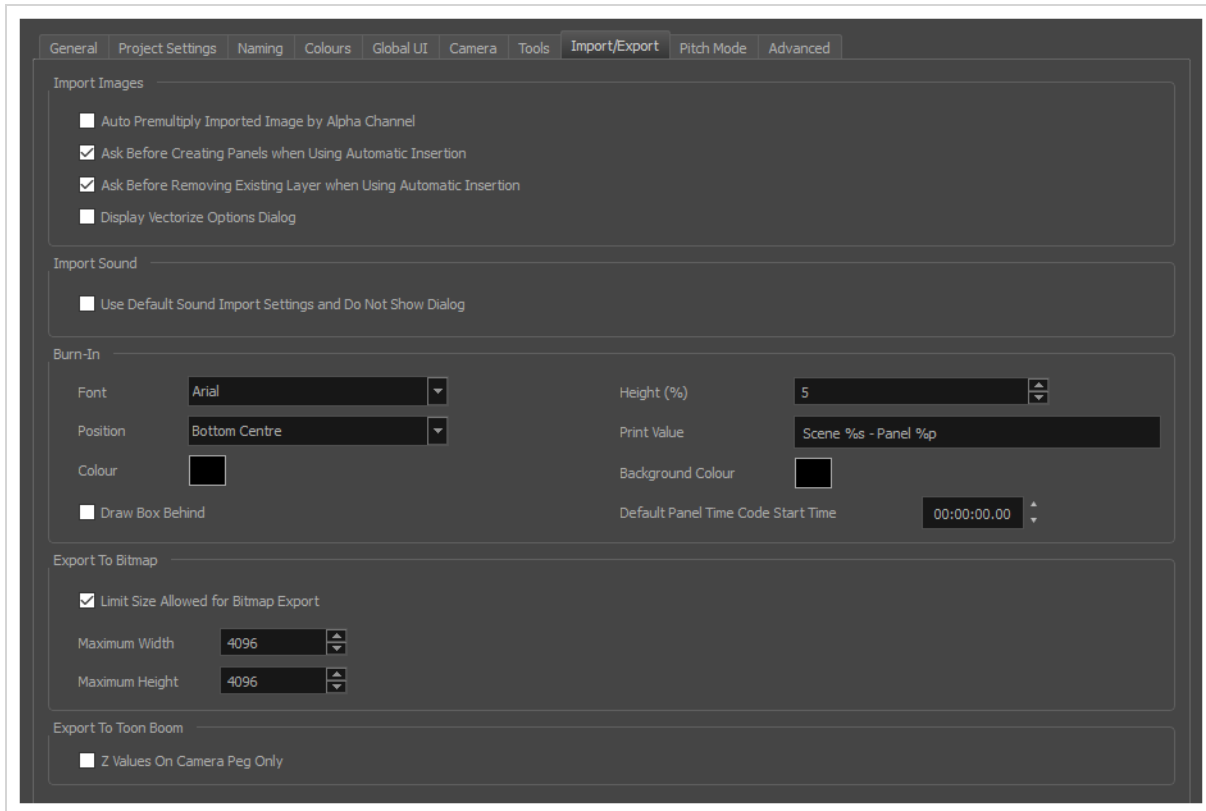 General Project Settings Naming Colours Global UI Camera Tools Import/Export Pitch Mode Advanced
Import Images
Auto Premultiply Imported Image by Alpha Channel
Ask Before Creating Panels when Using Automatic Insertion
Ask Before Removing Existing Layer when Using Automatic Insertion
Display Vectorize Options Dialog
Import Sound
Use Default Sound Import Settings and Do Not Show Dialog
Burn-In
Font Arial Height (%) 5
Position Bottom Centre Print Value Scene %s - Panel %p
Colour Background Colour
Draw Box Behind Default Panel Time Code Start Time 00:00:00.00
Export To Bitmap
Limit Size Allowed for Bitmap Export
Maximum Width 4096
Maximum Height 4096
Export To Toon Boom
Z Values On Camera Peg Only